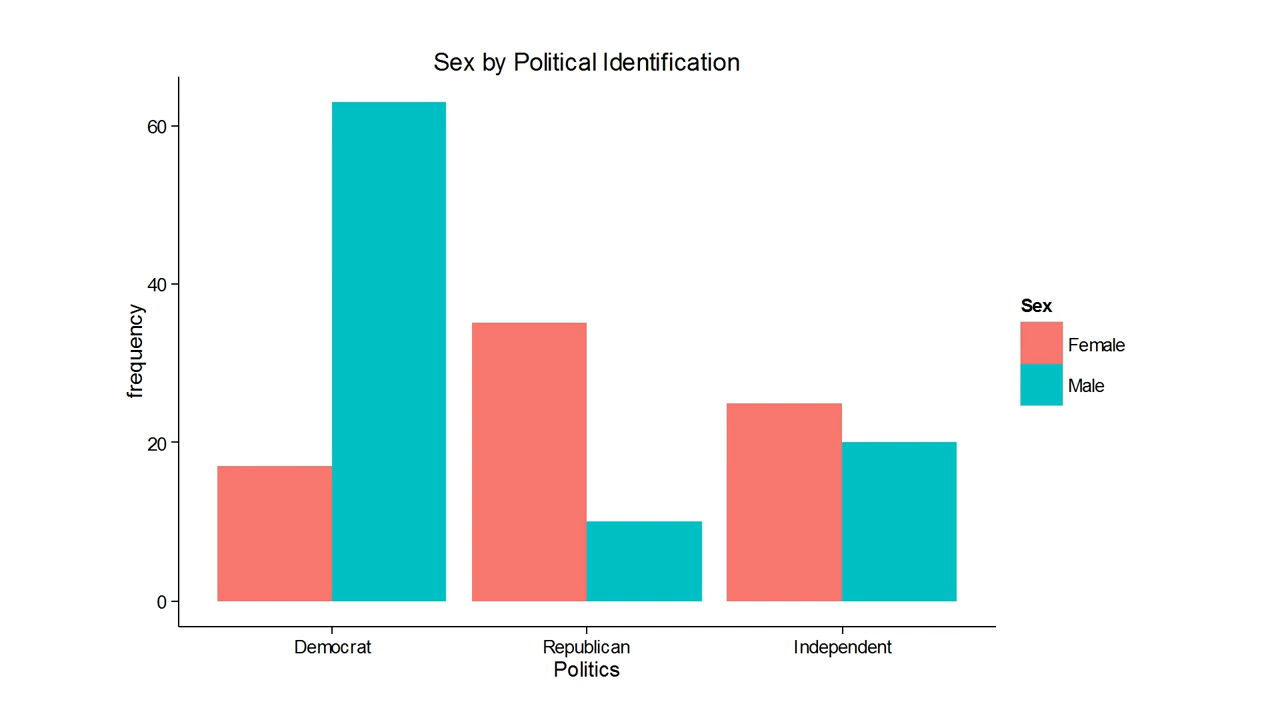 Sex by Political Identification
60
40
20
0
frequency
Democrat
Republican
Independent
Politics
Sex
Female
Male